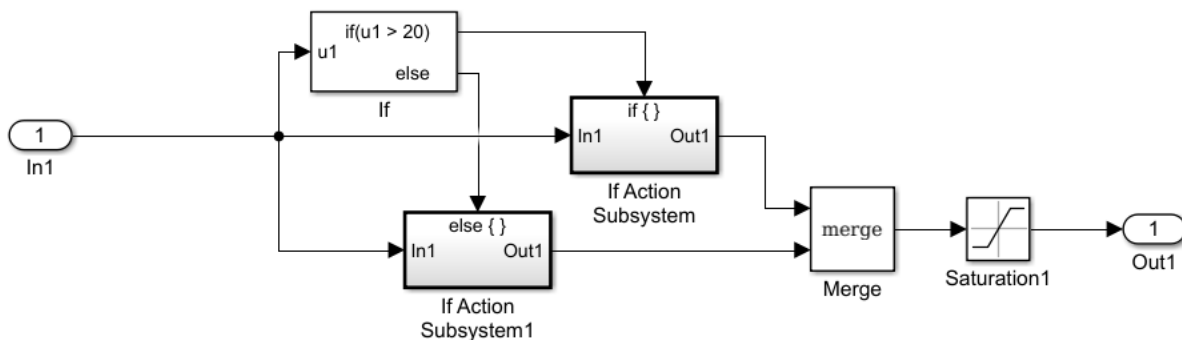 if(u1 > 20)
u1
else
If
if { }
In1
Out1
If Action
Subsystem
1
In1
else { }
In1
Out1
If Action
Subsystem1
merge
Merge
Saturation1
1
Out1